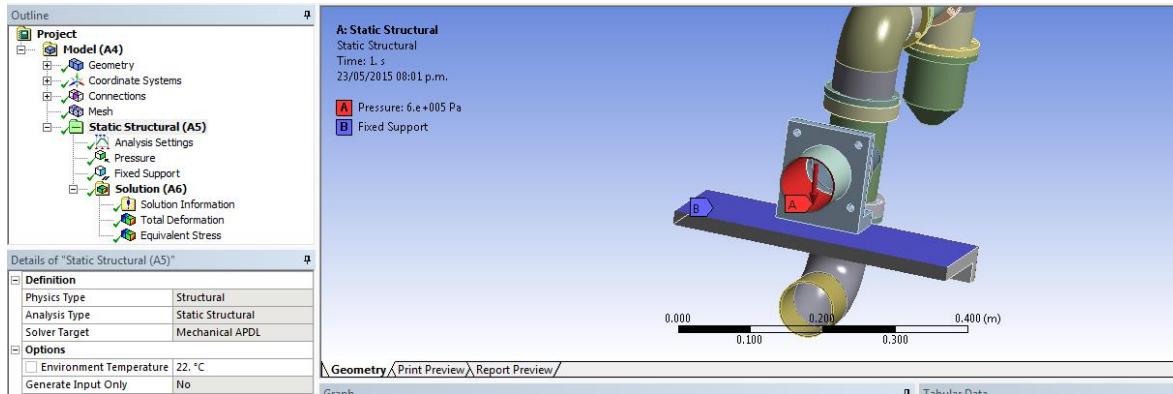 Outline
Project
Model (A4)
Geometry
Coordinate Systems
Connections
Mesh
Static Structural (A5)
Analysis Settings
Pressure
Fixed Support
Solution (A6)
Solution Information
Total Deformation
Equivalent Stress
Details of "Static Structural (A5)"
Definition
Physics Type Structural
Analysis Type Static Structural
Solver Target Mechanical APDL
Options
Environment Temperature 22. °C
Generate Input Only No
A: Static Structural
Static Structural
Time: 1. s
23/05/2015 08:01 p.m.
A Pressure: 6.e+005 Pa
B Fixed Support
A
B
0.000 0.200 0.400 (m)
0.100 0.300
Geometry Print Preview Report Preview
Graph Tabular Data